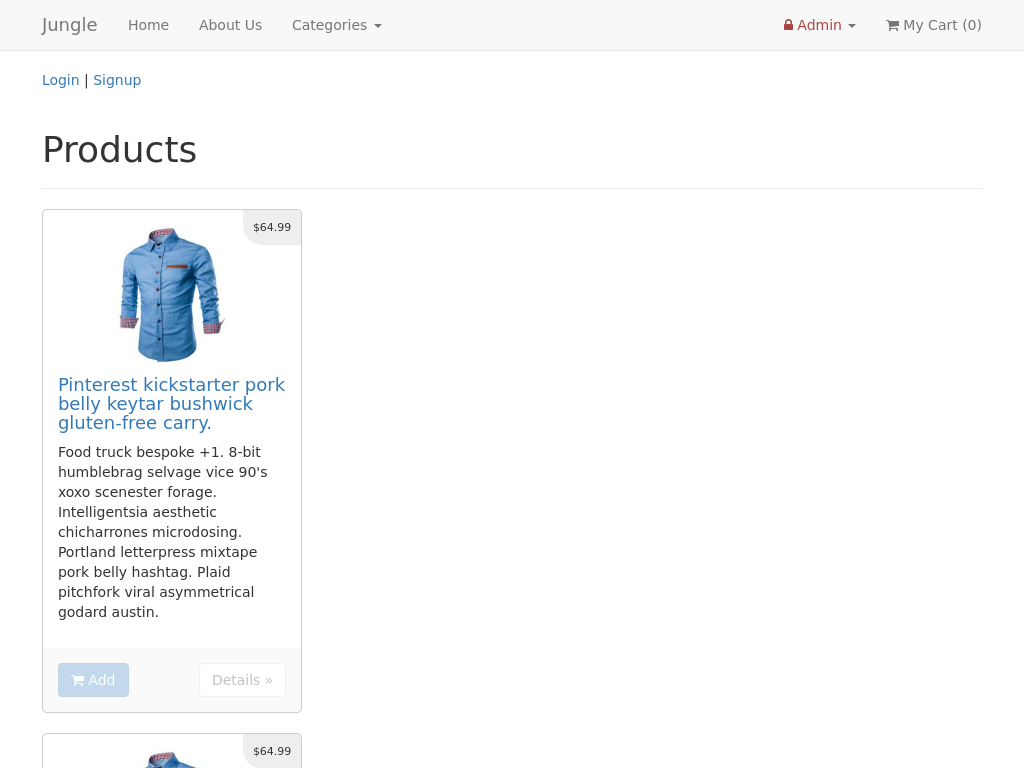 Jungle Home About Us Categories Admin My Cart (0)
Login | Signup
Products
$64.99
Pinterest kickstarter pork
belly keytar bushwick
gluten-free carry.
Food truck bespoke +1. 8-bit
humblebrag selvage vice 90's
xoxo scenester forage.
Intelligentsia aesthetic
chicharrones microdosing.
Portland letterpress mixtape
pork belly hashtag. Plaid
pitchfork viral asymmetrical
godard austin.
Add Details »
$64.99